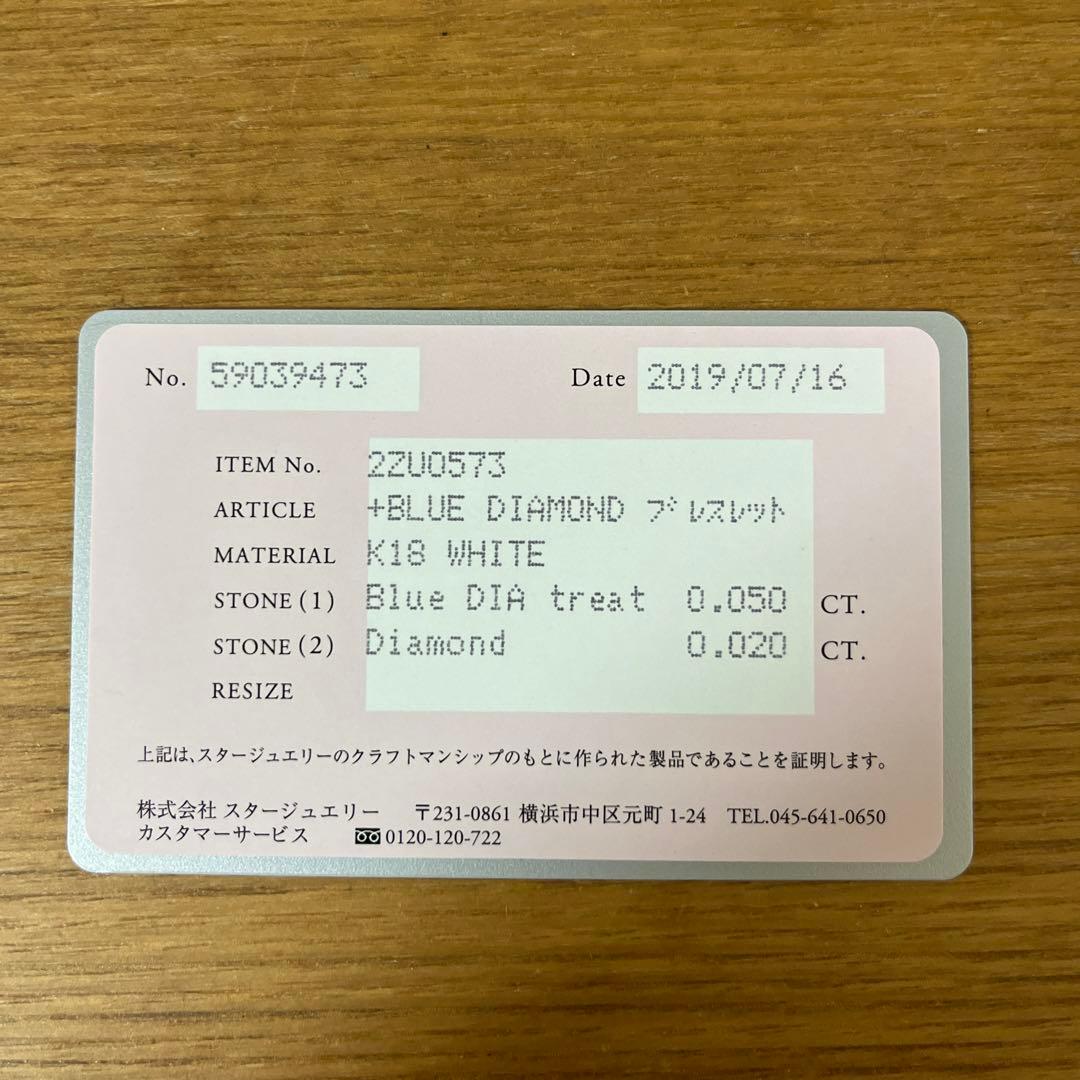 No. 59039473 Date 2019/07/16
ITEM No. 2ZU0573
ARTICLE +BLUE DIAMOND ブレスレット
MATERIAL K18 WHITE
STONE (1) Blue DIA treat 0.050 CT.
STONE (2) Diamond 0.020 CT.
RESIZE
上記は、スタージュエリーのクラフトマンシップのもとに作られた製品であることを証明します。
株式会社 スタージュエリー 〒231-0861 横浜市中区元町 1-24 TEL.045-641-0650
カスタマーサービス 0120-120-722